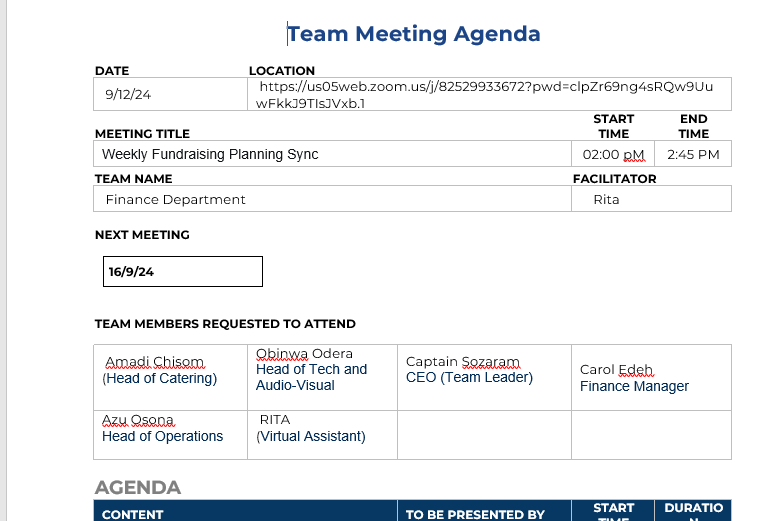 Team Meeting Agenda
DATE LOCATION
9/12/24 https://us05web.zoom.us/j/82529933672?pwd=clpZr69ng4sRQw9Uu
wFkkJ9TIsJVxb.1
START END
MEETING TITLE TIME TIME
Weekly Fundraising Planning Sync 02:00 pM 2:45 PM
TEAM NAME FACILITATOR
Finance Department Rita
NEXT MEETING
16/9/24
TEAM MEMBERS REQUESTED TO ATTEND
Amadi Chisom
(Head of Catering)
Obinwa Odera
Head of Tech and
Audio-Visual
Captain Sozaram
CEO (Team Leader)
Carol Edeh
Finance Manager
Azu Osona
Head of Operations
RITA
(Virtual Assistant)
AGENDA
CONTENT TO BE PRESENTED BY START
TIME DURATIO
N